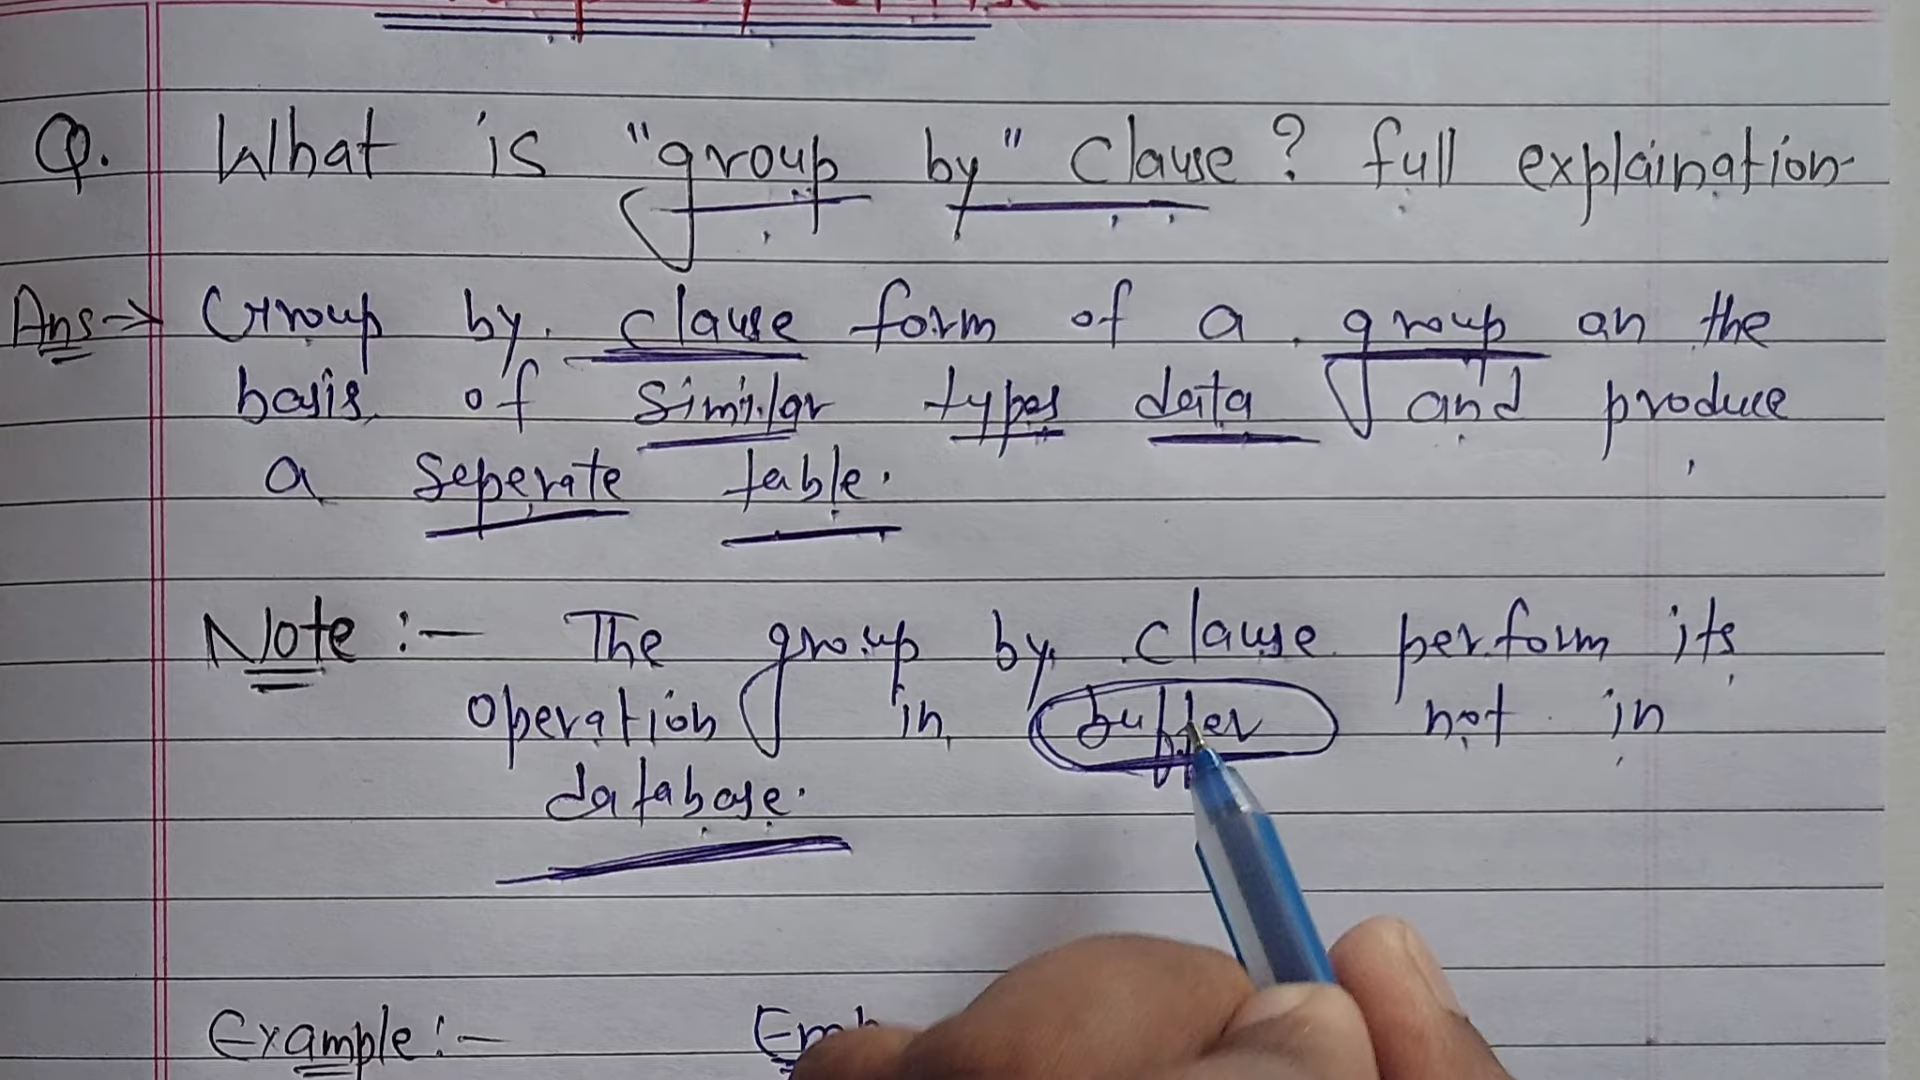 Q. What is "group by" Clause? full explaination-
Ans→ Group by clause form of a group an the
basis of similar types data and produce
a seperate table.
Note :- The group by clause perform its
operation in buffer not in
database.
Example :-